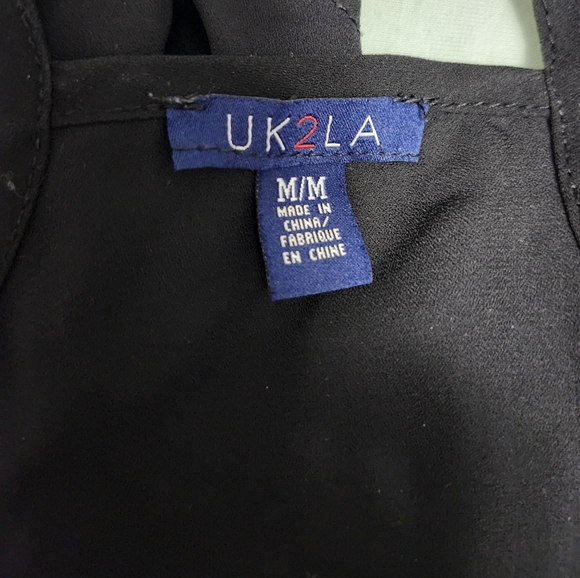 UK2LA
M/M
MADE IN
CHINA/
FABRIQUE
EN CHINE